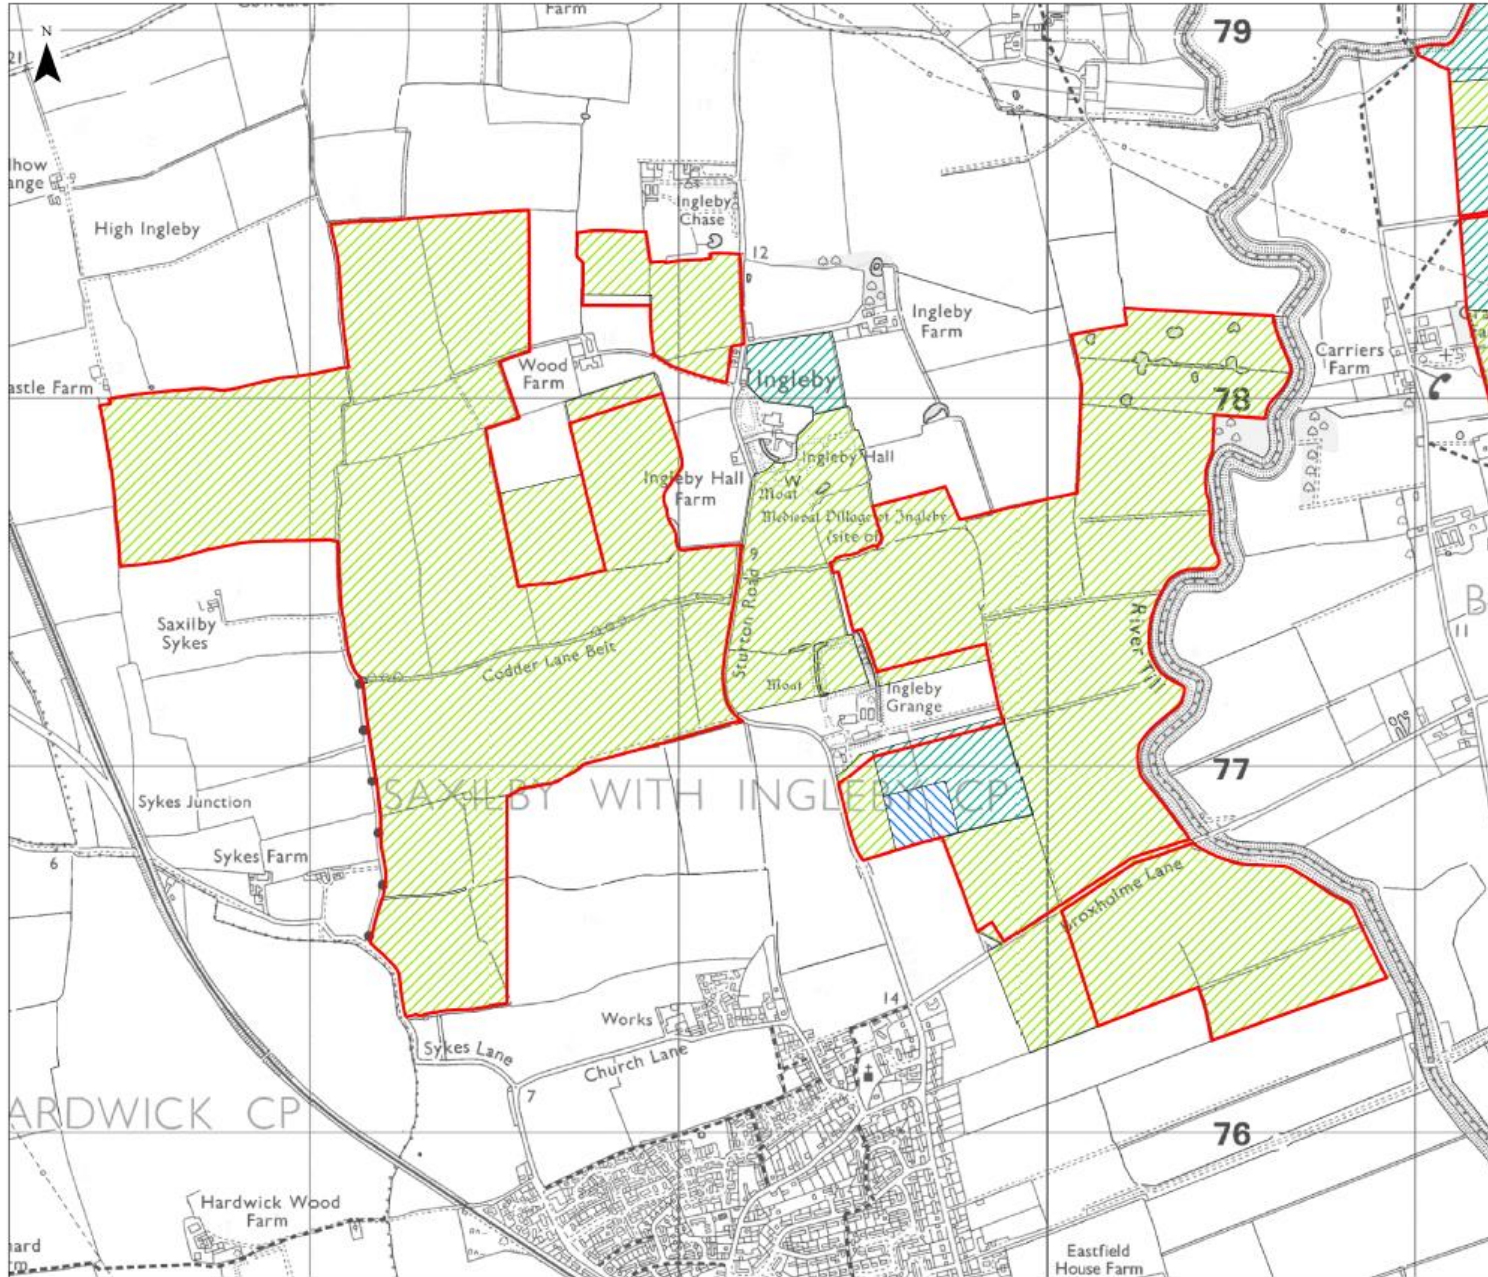 Farm
79
N
21
High Ingleby
Ingleby
Chase
12
Ingleby
Farm
Wood
Farm
Carriers
Farm
astle Farm
Ingleby
78
Ingleby Hall
Ingleby Hall
Farm
W
Moat
Medieval Village of Ingleby
(site of)
9
Sturton Road
Saxilby
Sykes
River Till
B
11
Codder Lane Belt
Moat
Ingleby
Grange
77
SAXILBY WITH INGLEBY CP
Sykes Junction
6
Sykes Farm
Broxholme Lane
14
Works
Sykes Lane
Church Lane
7
ARDWICK CP
76
Hardwick Wood
Farm
Eastfield
House Farm